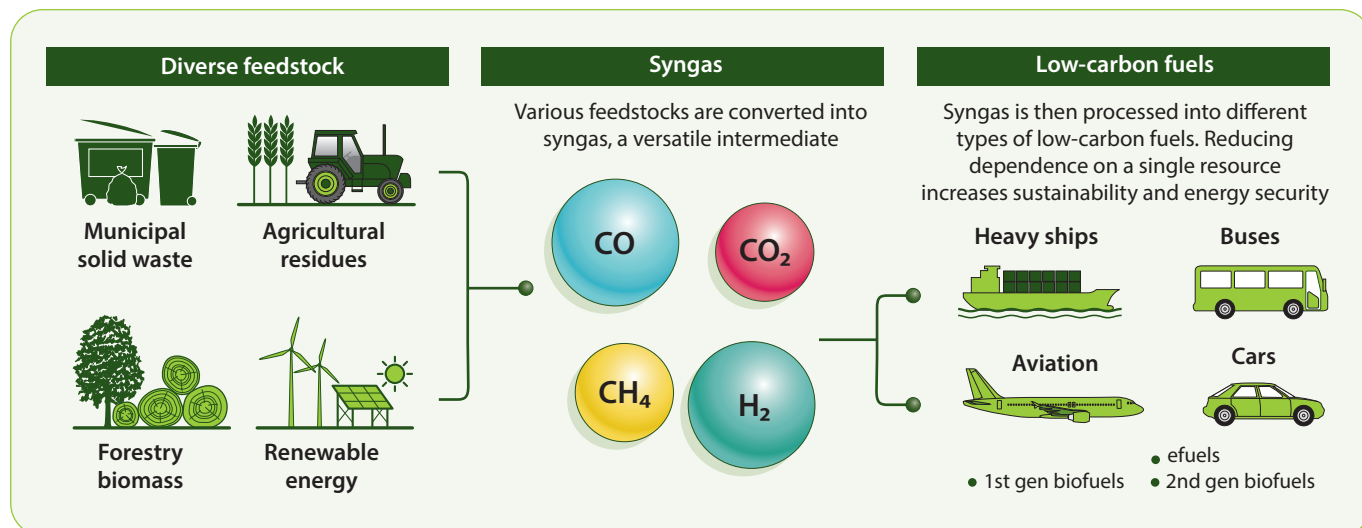 Diverse feedstock
Municipal
solid waste
Agricultural
residues
Forestry
biomass
Renewable
energy
Syngas
Various feedstocks are converted into
syngas, a versatile intermediate
CO
CO₂
CH₄
H₂
Low-carbon fuels
Syngas is then processed into different
types of low-carbon fuels. Reducing
dependence on a single resource
increases sustainability and energy security
Heavy ships
Buses
Aviation
Cars
• efuels
• 1st gen biofuels
• 2nd gen biofuels